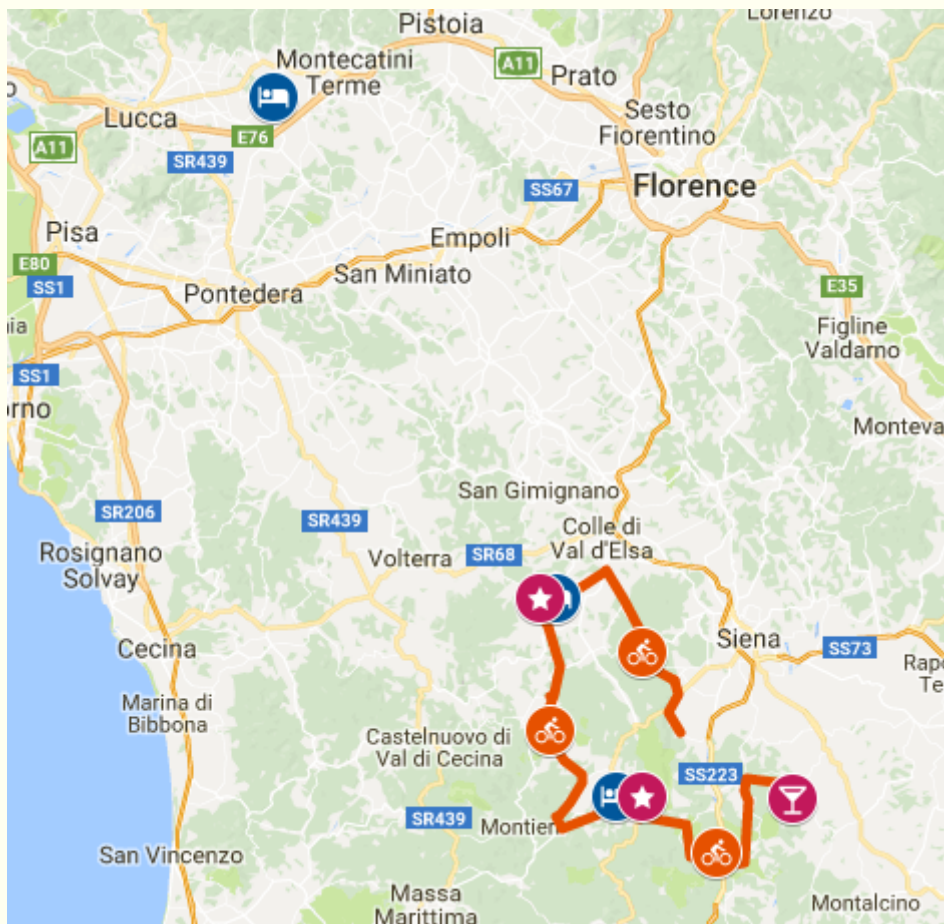 Pistoia
Lorenzo
Montecatini
Terme
A11
Prato
Sesto
Fiorentino
Lucca
E76
A11
SR439
SS67
Florence
Pisa
Empoli
E80
San Miniato
SS1
Pontedera
E35
nia
Figline
Valdarno
SS1
orno
Monteva
San Gimignano
SR206
SR439
Colle di
Val d'Elsa
Rosignano
Solvay
Volterra
SR68
Siena
Cecina
SS73
Rapo
Te
Marina di
Bibbona
Castelnuovo di
Val di Cecina
SS223
SR439
Montieri
San Vincenzo
Massa
Marittima
Montalcino